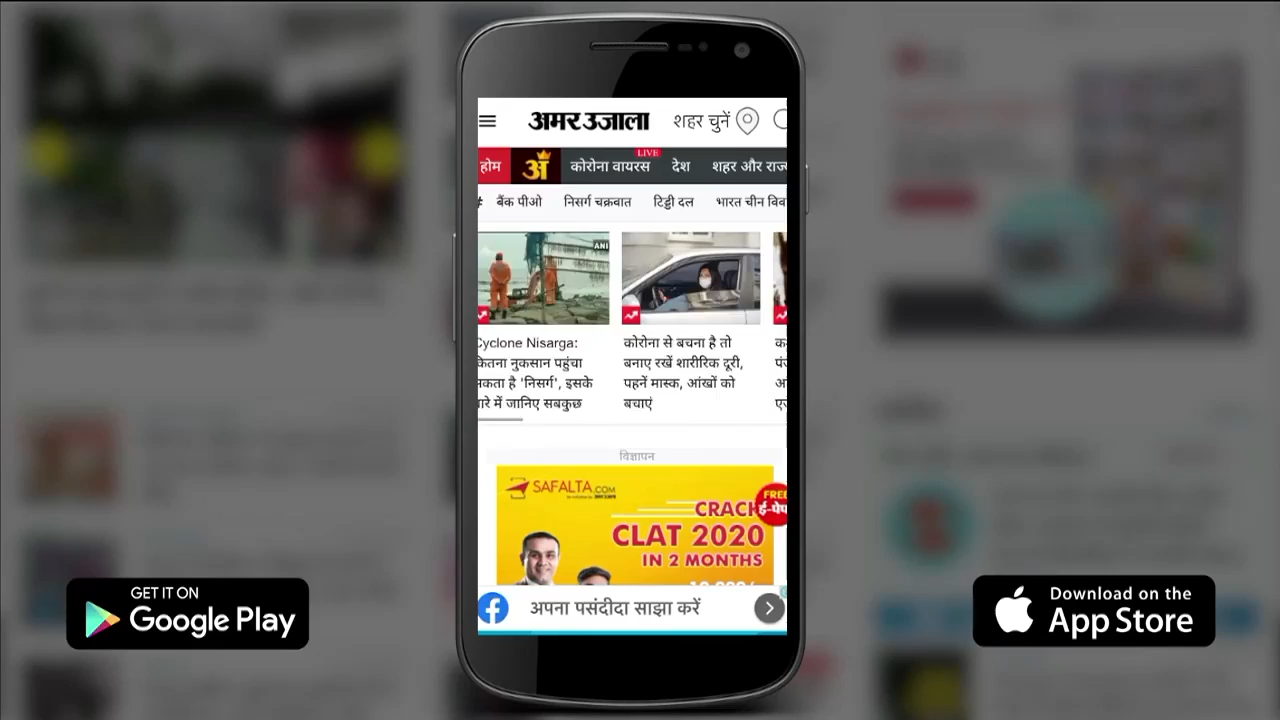 अमर उजाला
शहर चुनें
LIVE
होम
अ
कोरोना वायरस
देश
शहर और
# बैंक पीओ
निसर्ग चक्रवात
टिड्डी दल
भारत चीन
ANI
Cyclone Nisarga:
कितना नुकसान पहुंचा
सकता है 'निसर्ग', इसके
बारे में जानिए सबकुछ
कोरोना से बचना है तो
बनाए रखें शारीरिक दूरी,
पहनें मास्क, आंखों को
बचाएं
विज्ञापन
SAFALTA.COM
CRACK
CLAT 2020
IN 2 MONTHS
FREE
अपना पसंदीदा साझा करें
GET IT ON
Google Play
Download on the
App Store